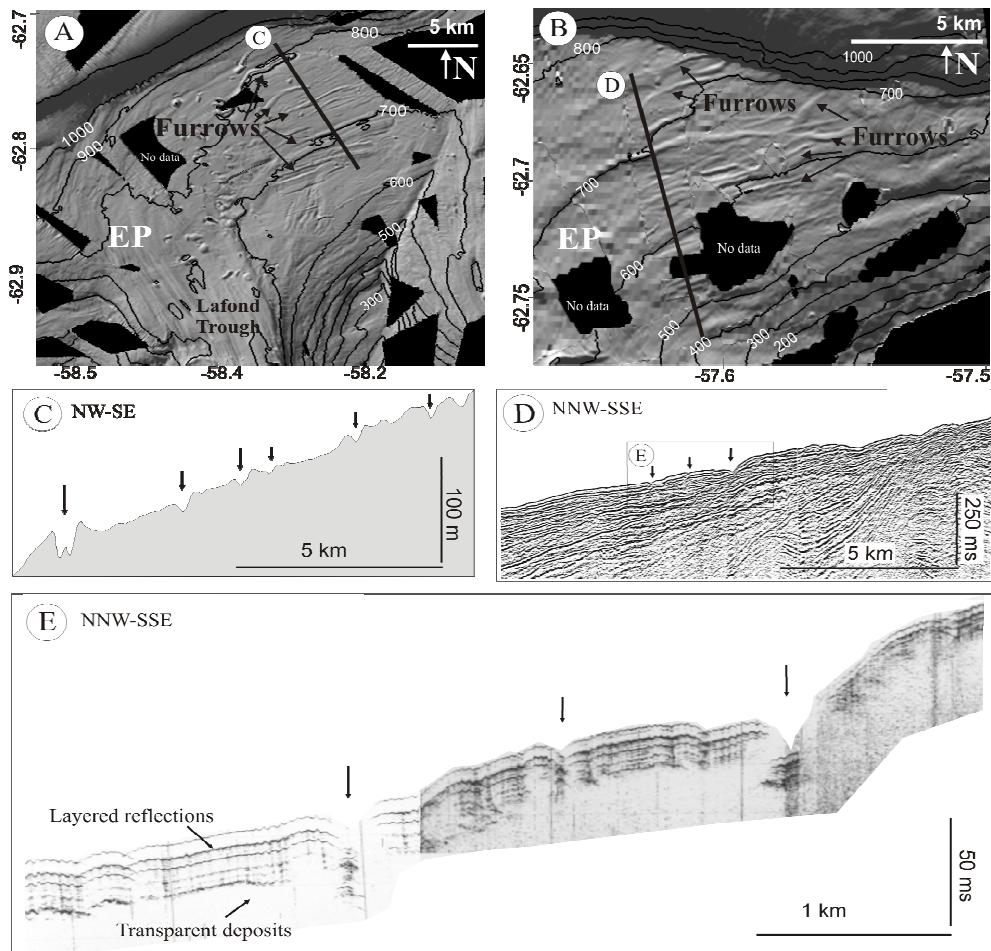 A
C
800
5 km
↑N
-62.7
-62.8
-62.9
1000
900
Furrows
700
No data
600
EP
500
Lafond
Trough
300
-58.5
-58.4
-58.2
B
800
5 km
↑N
1000
-62.65
D
Furrows
700
Furrows
-62.7
700
EP
No data
600
No data
-62.75
500
400
300
200
-57.6
-57.5
C
NW-SE
100 m
5 km
D
NNW-SSE
E
250 ms
5 km
E
NNW-SSE
Layered reflections
Transparent deposits
50 ms
1 km